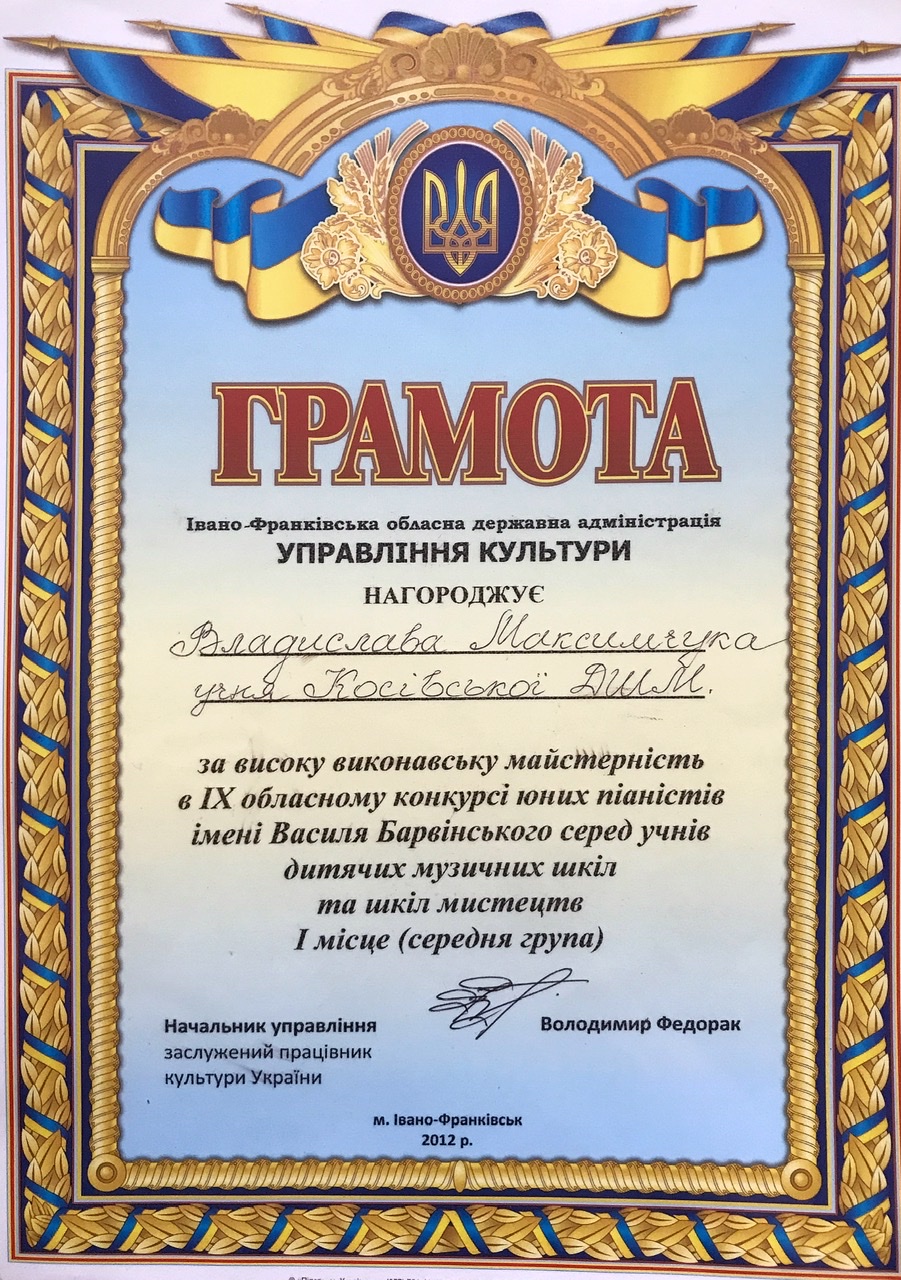 ГРАМОТА
Івано-Франківська обласна державна адміністрація
УПРАВЛІННЯ КУЛЬТУРИ
НАГОРОДЖУЄ
Владислава Максимчука
учня Косівської ДШМ.
за високу виконавську майстерність
в ІХ обласному конкурсі юних піаністів
імені Василя Барвінського серед учнів
дитячих музичних шкіл
та шкіл мистецтв
І місце (середня група)
Начальник управління
заслужений працівник
культури України
Володимир Федорак
м. Івано-Франківськ
2012 р.